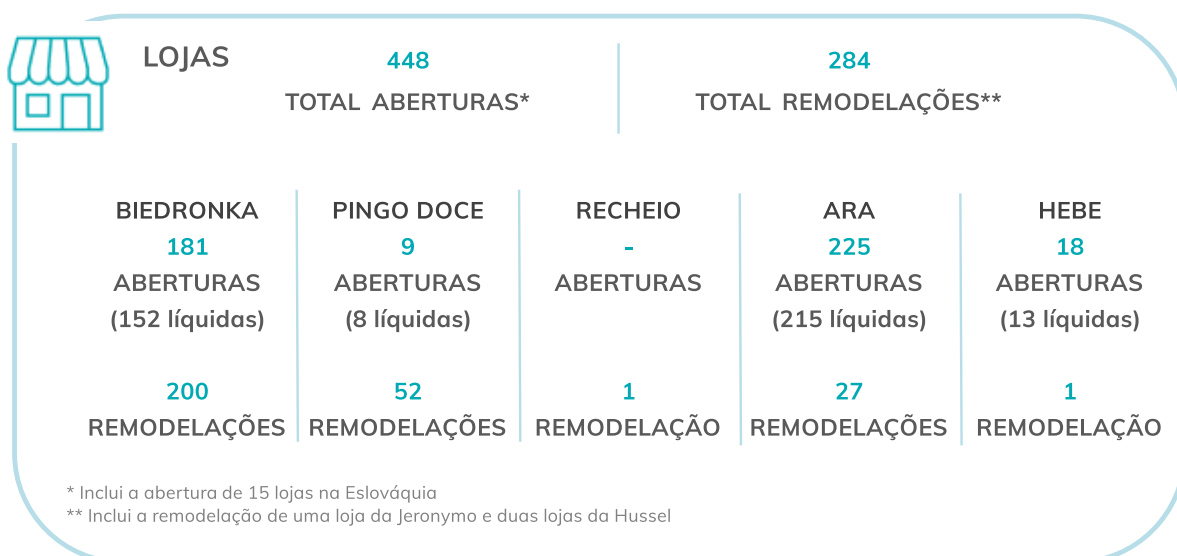 LOJAS
448
TOTAL ABERTURAS*
284
TOTAL REMODELAÇÕES**
BIEDRONKA
181
ABERTURAS
(152 líquidas)
200
REMODELAÇÕES
PINGO DOCE
9
ABERTURAS
(8 líquidas)
52
REMODELAÇÕES
RECHEIO
-
ABERTURAS
1
REMODELAÇÃO
ARA
225
ABERTURAS
(215 líquidas)
27
REMODELAÇÕES
HEBE
18
ABERTURAS
(13 líquidas)
1
REMODELAÇÃO
* Inclui a abertura de 15 lojas na Eslováquia
** Inclui a remodelação de uma loja da Jeronymo e duas lojas da Hussel